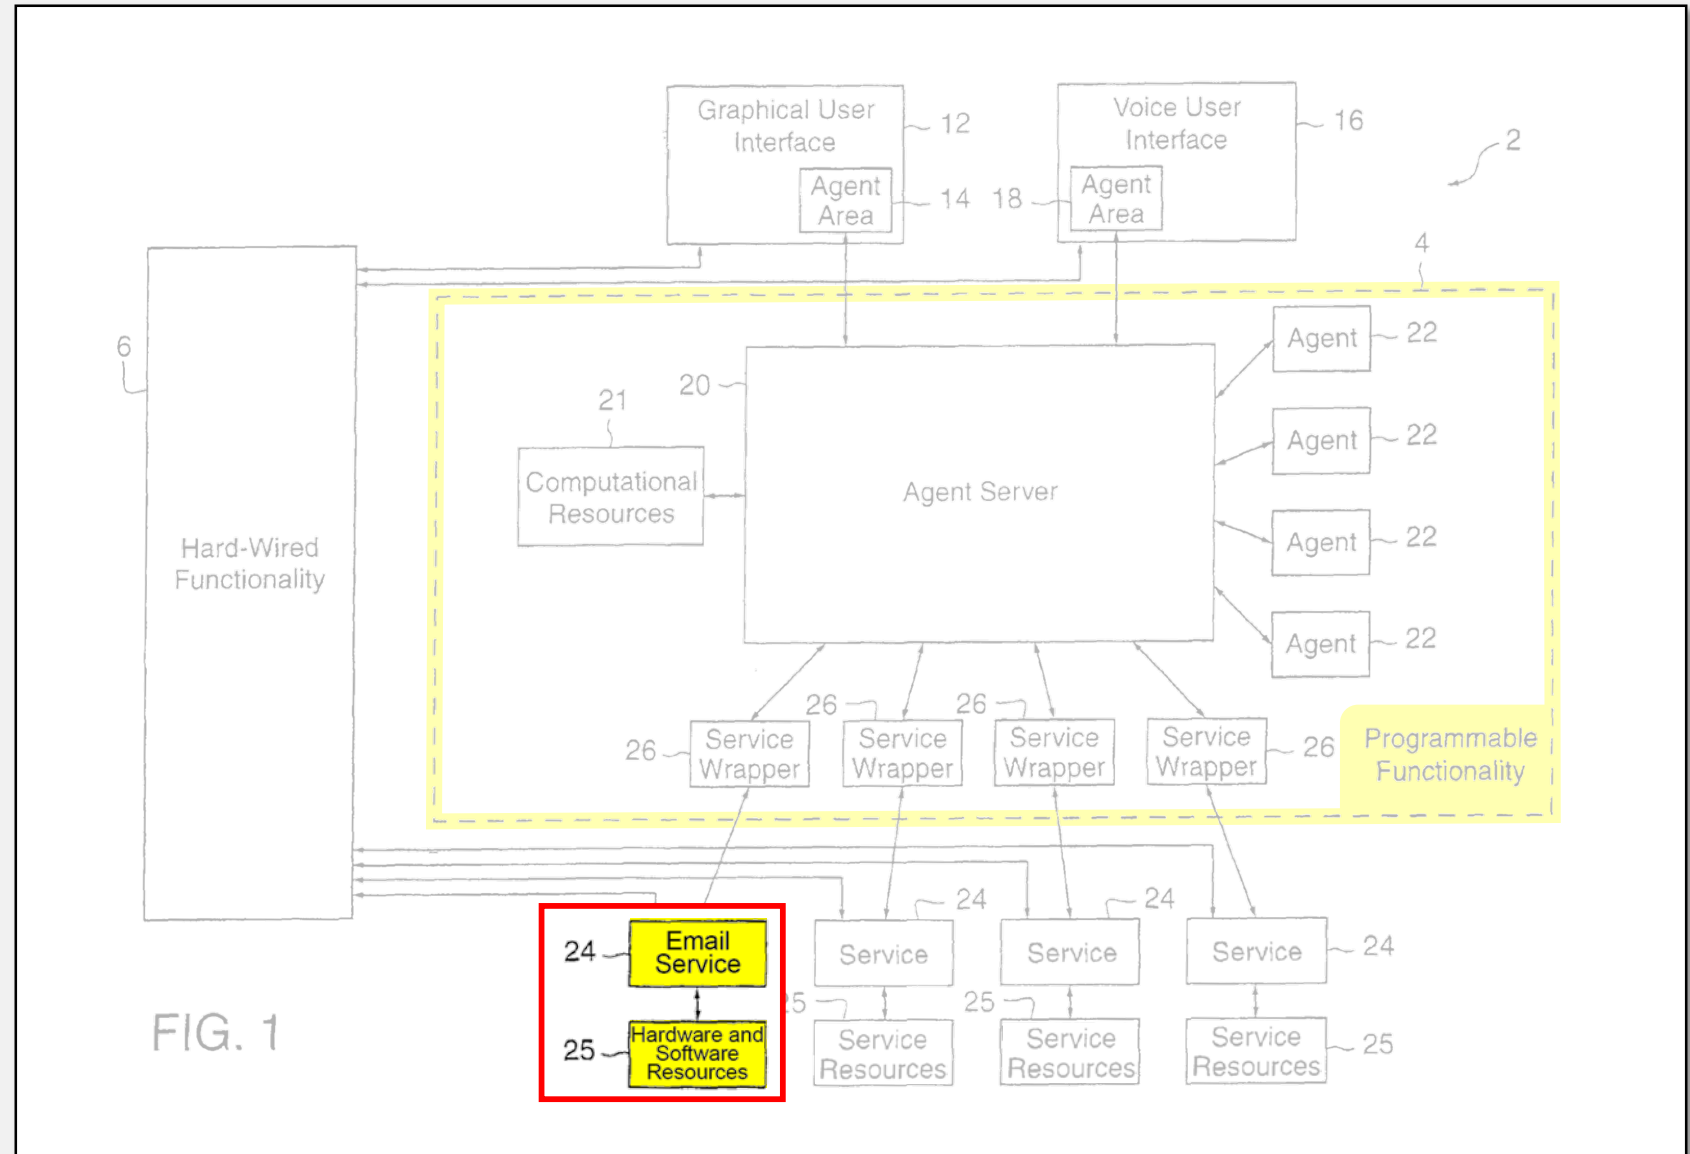 Graphical User
Interface
12
Agent
Area
14
Voice User
Interface
16
18
Agent
Area
2
4
6
Hard-Wired
Functionality
20
21
Computational
Resources
Agent Server
Agent
22
Agent
22
Agent
22
Agent
22
26
Service
Wrapper
26
Service
Wrapper
26
Service
Wrapper
Service
Wrapper
26
Programmable
Functionality
24
Email
Service
24
Service
24
Service
Service
24
25
Hardware and
Software
Resources
25
Service
Resources
25
Service
Resources
Service
Resources
25
FIG. 1